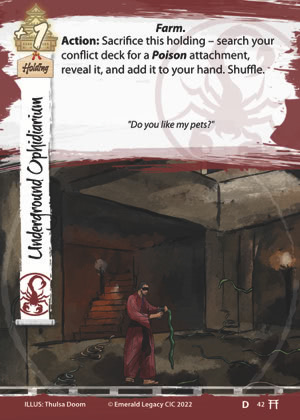 1
Holding
Farm.
Action: Sacrifice this holding – search your
conflict deck for a Poison attachment,
reveal it, and add it to your hand. Shuffle.
"Do you like my pets?"
Underground Ophidiarium
ILLUS: Thulsa Doom
© Emerald Legacy CIC 2022
D
42